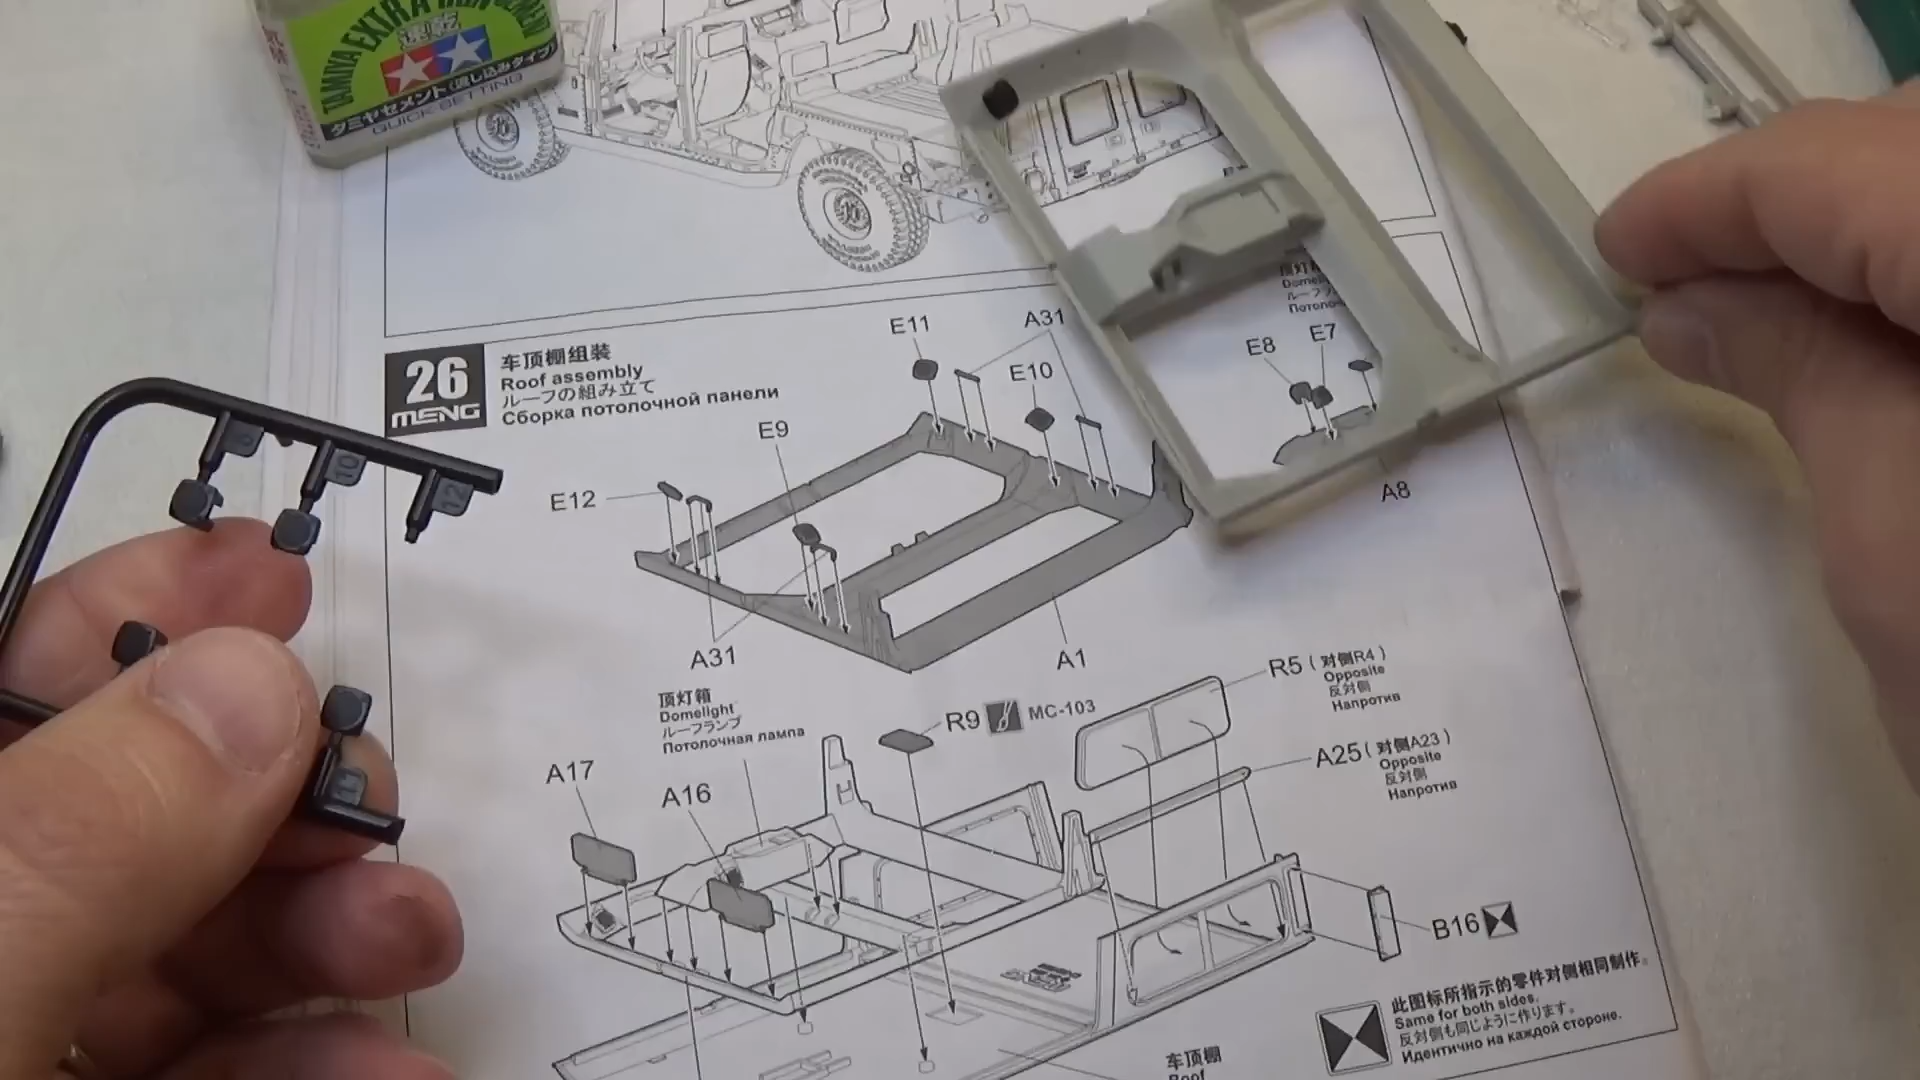 TAMIYA EXTRA THIN CEMENT
速乾
タミヤセメント(流し込みタイプ)
QUICK-SETTING
26
MENG
车顶棚组装
Roof assembly
ルーフの組み立て
Сборка потолочной панели
E11
A31
E10
E9
E12
A31
A1
E8
E7
A8
10
12
11
顶灯箱
Domelight
ルーフランプ
Потолочная лампа
R9
MC-103
R5(对侧R4)
Opposite
反対側
Напротив
A25(对侧A23)
Opposite
反対側
Напротив
A17
A16
B16
此图标所指示的零件对侧相同制作。
Same for both sides.
反対側も同じように作ります。
Идентично на каждой стороне.
车顶棚
Roof